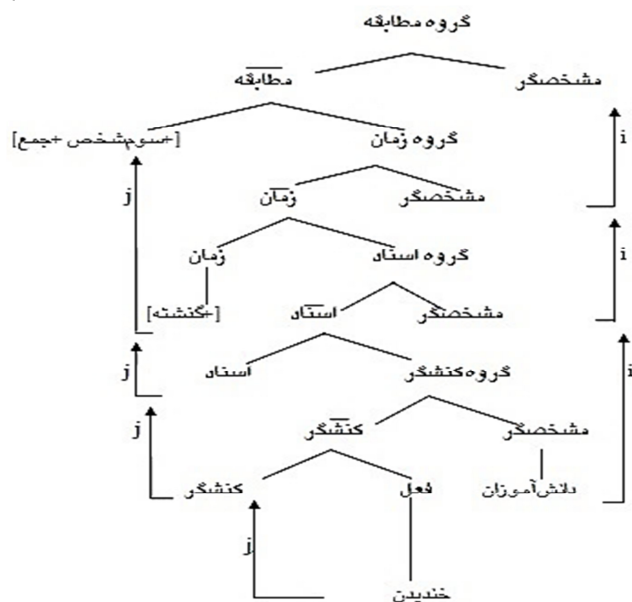 گروه مطابقه
مشخصگر مطابقه
گروه زمان [+سوم‌شخص +جمع]
i j
مشخصگر زمان
i
گروه اسناد زمان
مشخصگر اسناد [+گذشته]
i j
گروه کنشگر اسناد
مشخصگر کنشگر j
دانش‌آموزان فعل کنشگر
j
خندیدن